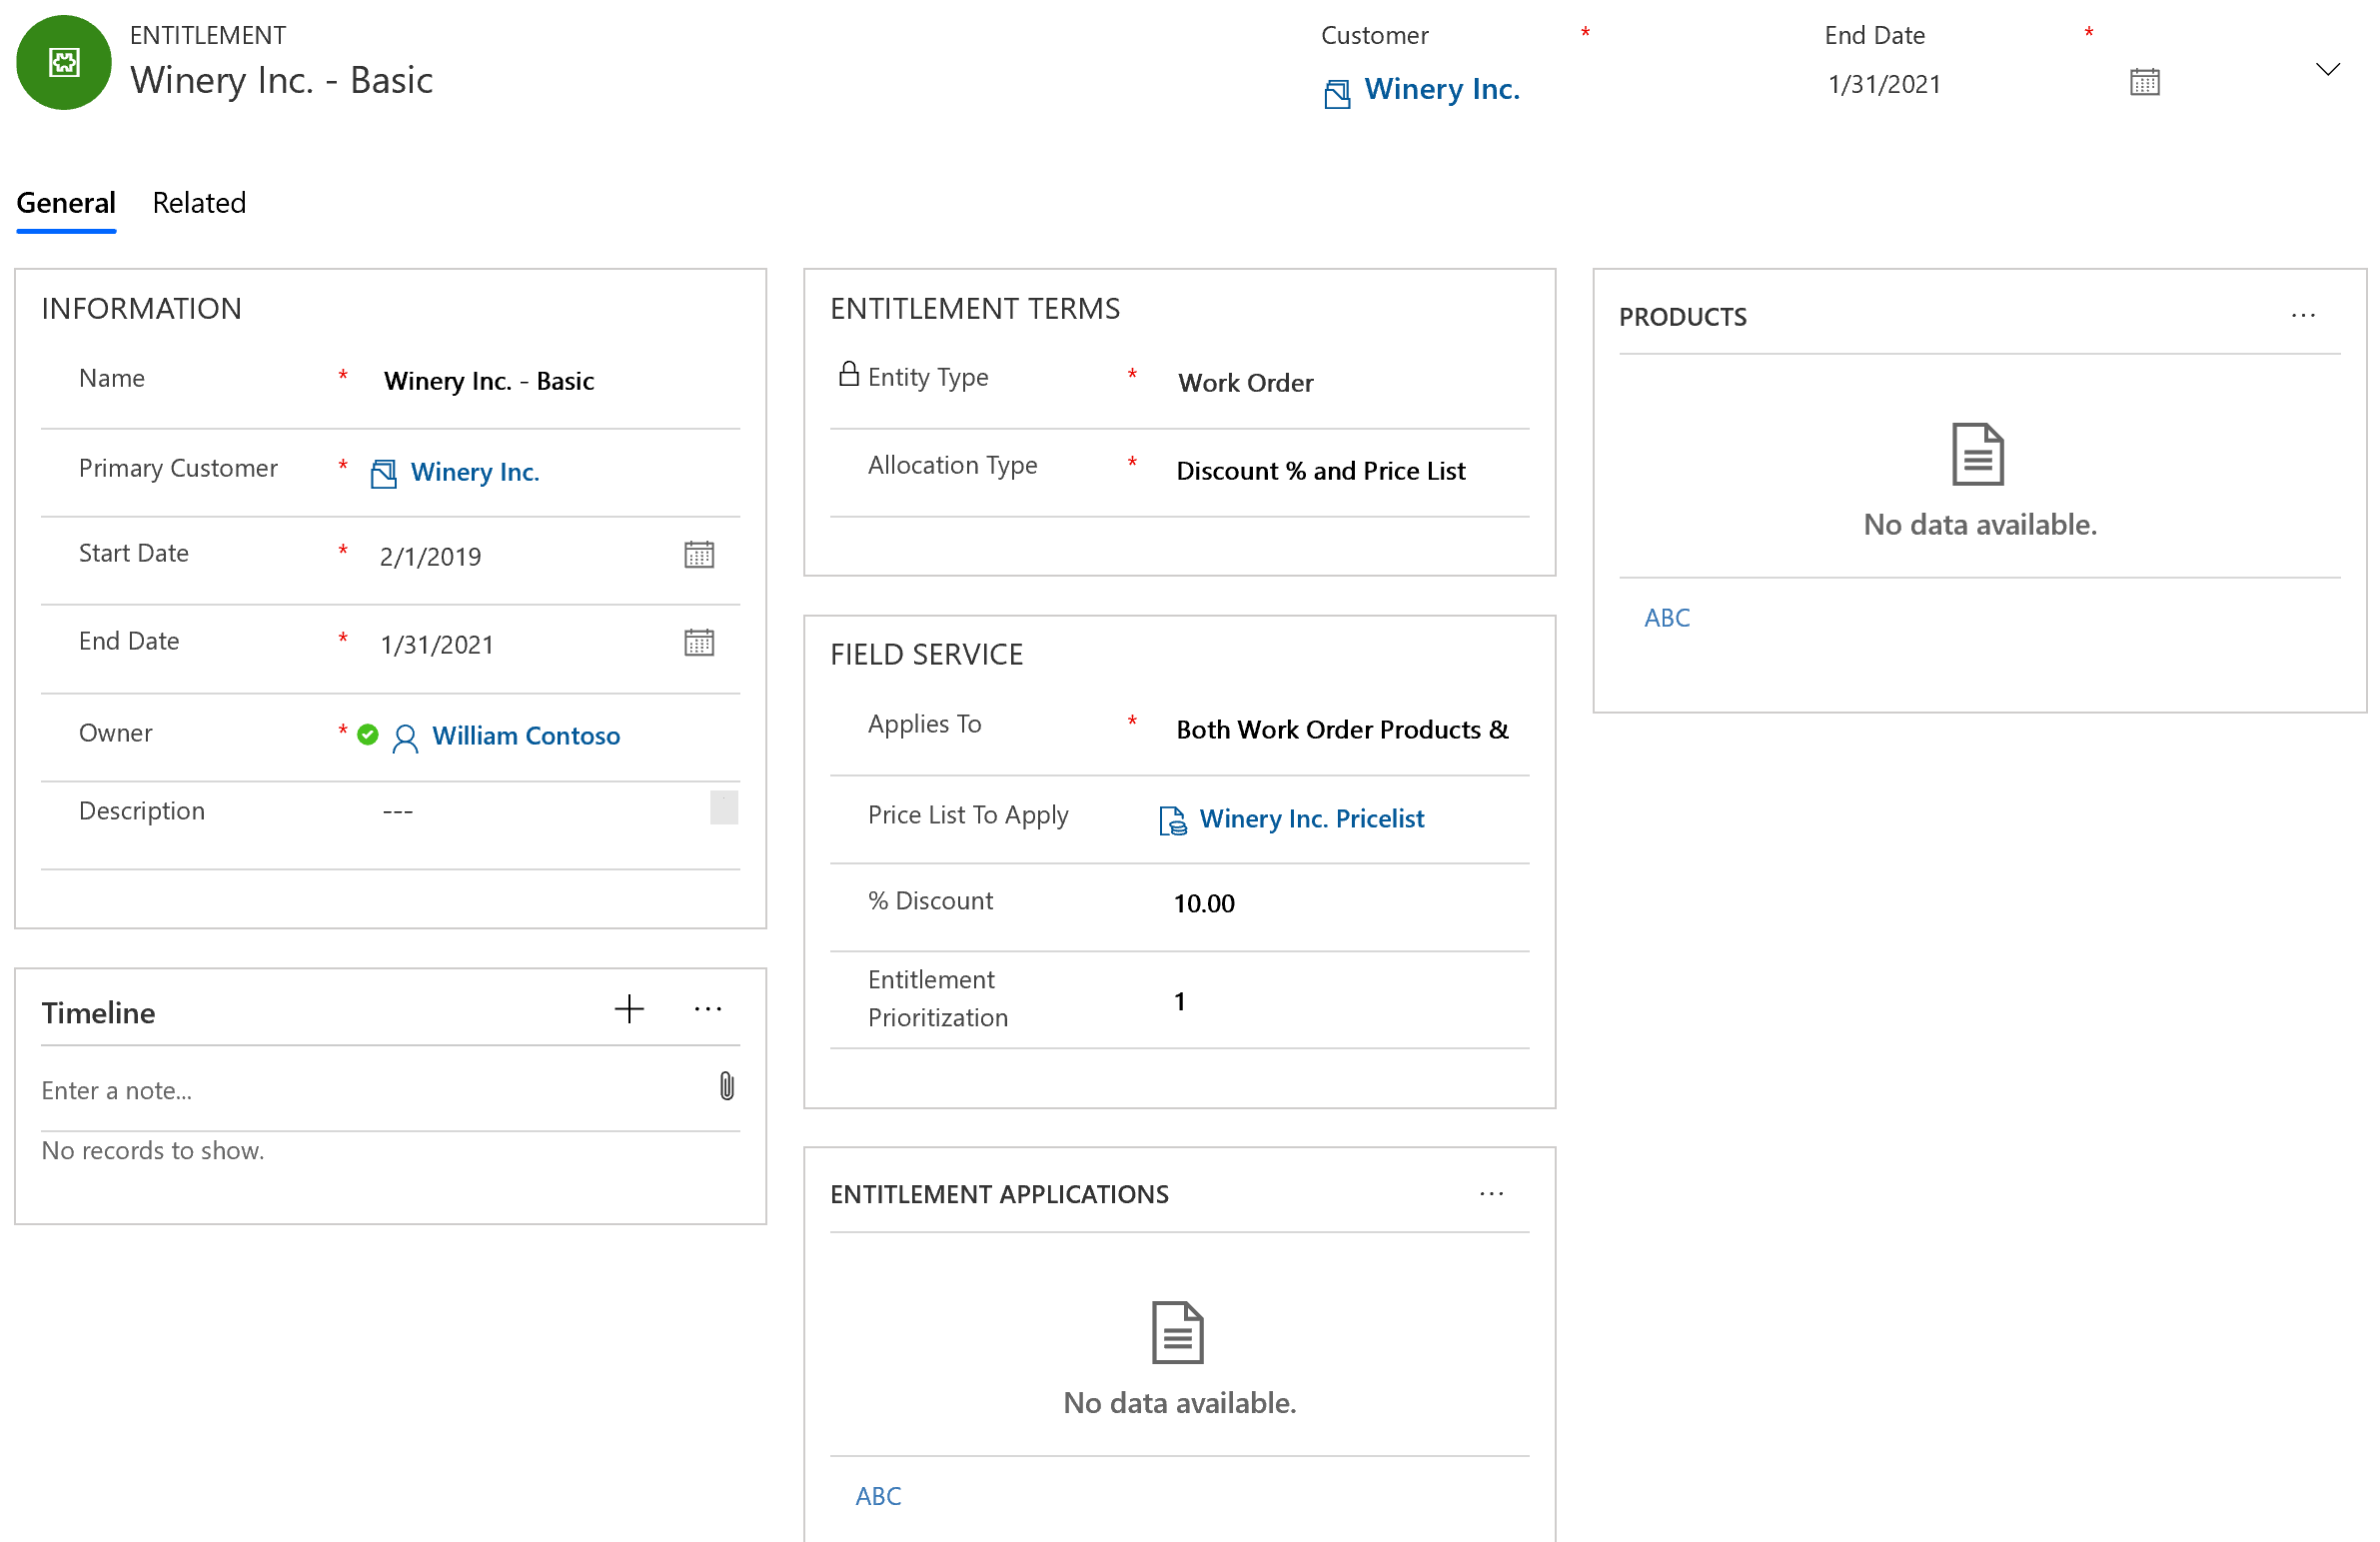 ENTITLEMENT
Winery Inc. - Basic
Customer *
Winery Inc.
End Date *
1/31/2021
General Related
INFORMATION
Name * Winery Inc. - Basic
Primary Customer * Winery Inc.
Start Date * 2/1/2019
End Date * 1/31/2021
Owner * William Contoso
Description ---
Timeline
Enter a note...
No records to show.
ENTITLEMENT TERMS
Entity Type * Work Order
Allocation Type * Discount % and Price List
FIELD SERVICE
Applies To * Both Work Order Products &
Price List To Apply Winery Inc. Pricelist
% Discount 10.00
Entitlement
Prioritization 1
ENTITLEMENT APPLICATIONS ...
No data available.
ABC
PRODUCTS ...
No data available.
ABC